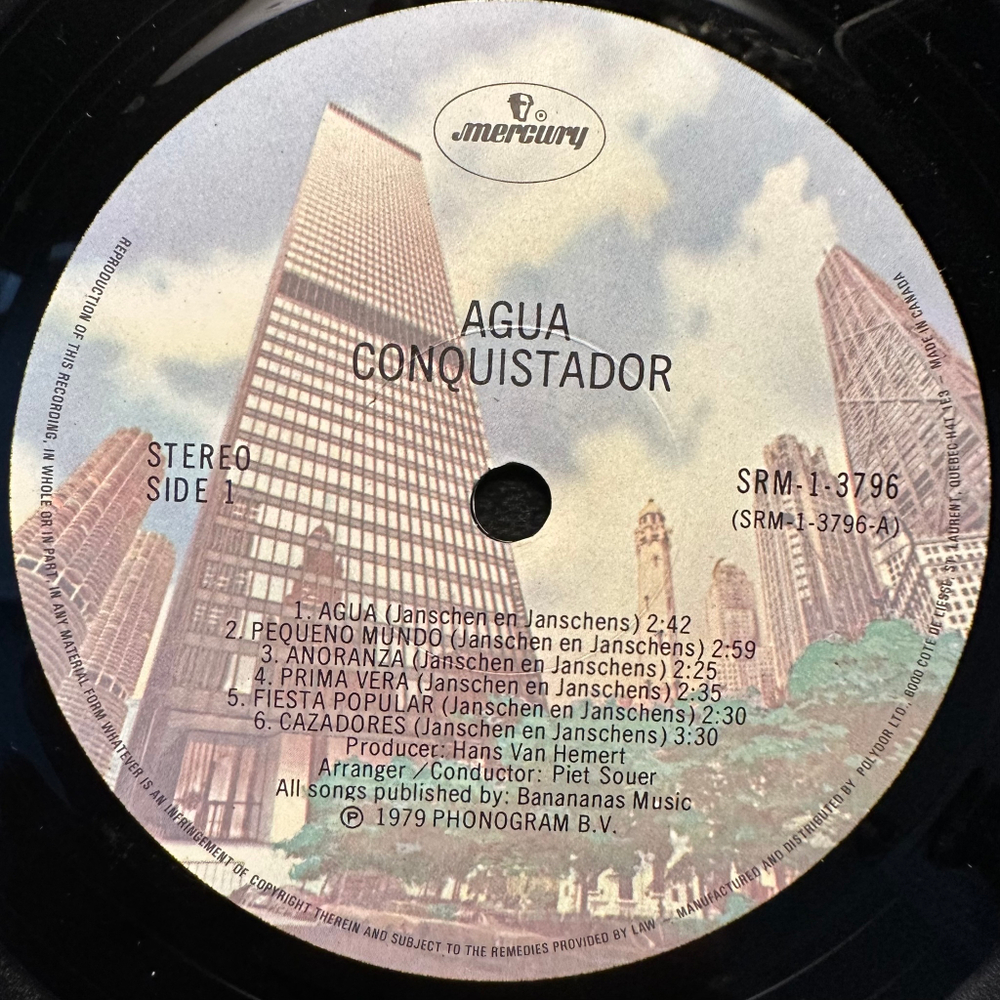 mercury
AGUA
CONQUISTADOR
STEREO
SIDE 1
SRM-1-3796
(SRM-1-3796-A)
1. AGUA (Janschen en Janschens) 2:42
2. PEQUENO MUNDO (Janschen en Janschens) 2:59
3. ANORANZA (Janschen en Janschens) 2:25
4. PRIMA VERA (Janschen en Janschens) 2:35
5. FIESTA POPULAR (Janschen en Janschens) 2:30
6. CAZADORES (Janschen en Janschens) 3:30
Producer: Hans Van Hemert
Arranger / Conductor: Piet Souer
All songs published by: Banananas Music
℗ 1979 PHONOGRAM B.V.
REPRODUCTION OF THIS RECORDING, IN WHOLE OR IN PART, IN ANY MATERIAL FORM WHATEVER IS AN INFRINGEMENT OF COPYRIGHT THEREIN AND SUBJECT TO THE REMEDIES PROVIDED BY LAW — MANUFACTURED AND DISTRIBUTED BY POLYDOR LTD., 6000 COTE DE LIESSE, ST. LAURENT, QUEBEC H4T 1E3 — MADE IN CANADA